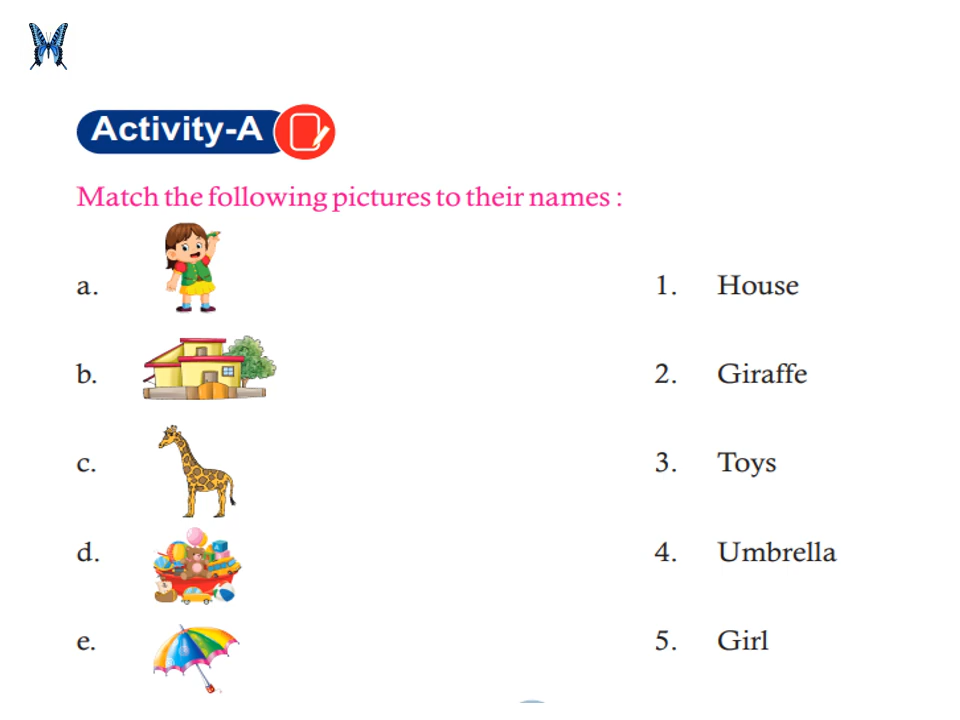 Activity-A
Match the following pictures to their names :
a. 1. House
b. 2. Giraffe
c. 3. Toys
d. 4. Umbrella
e. 5. Girl